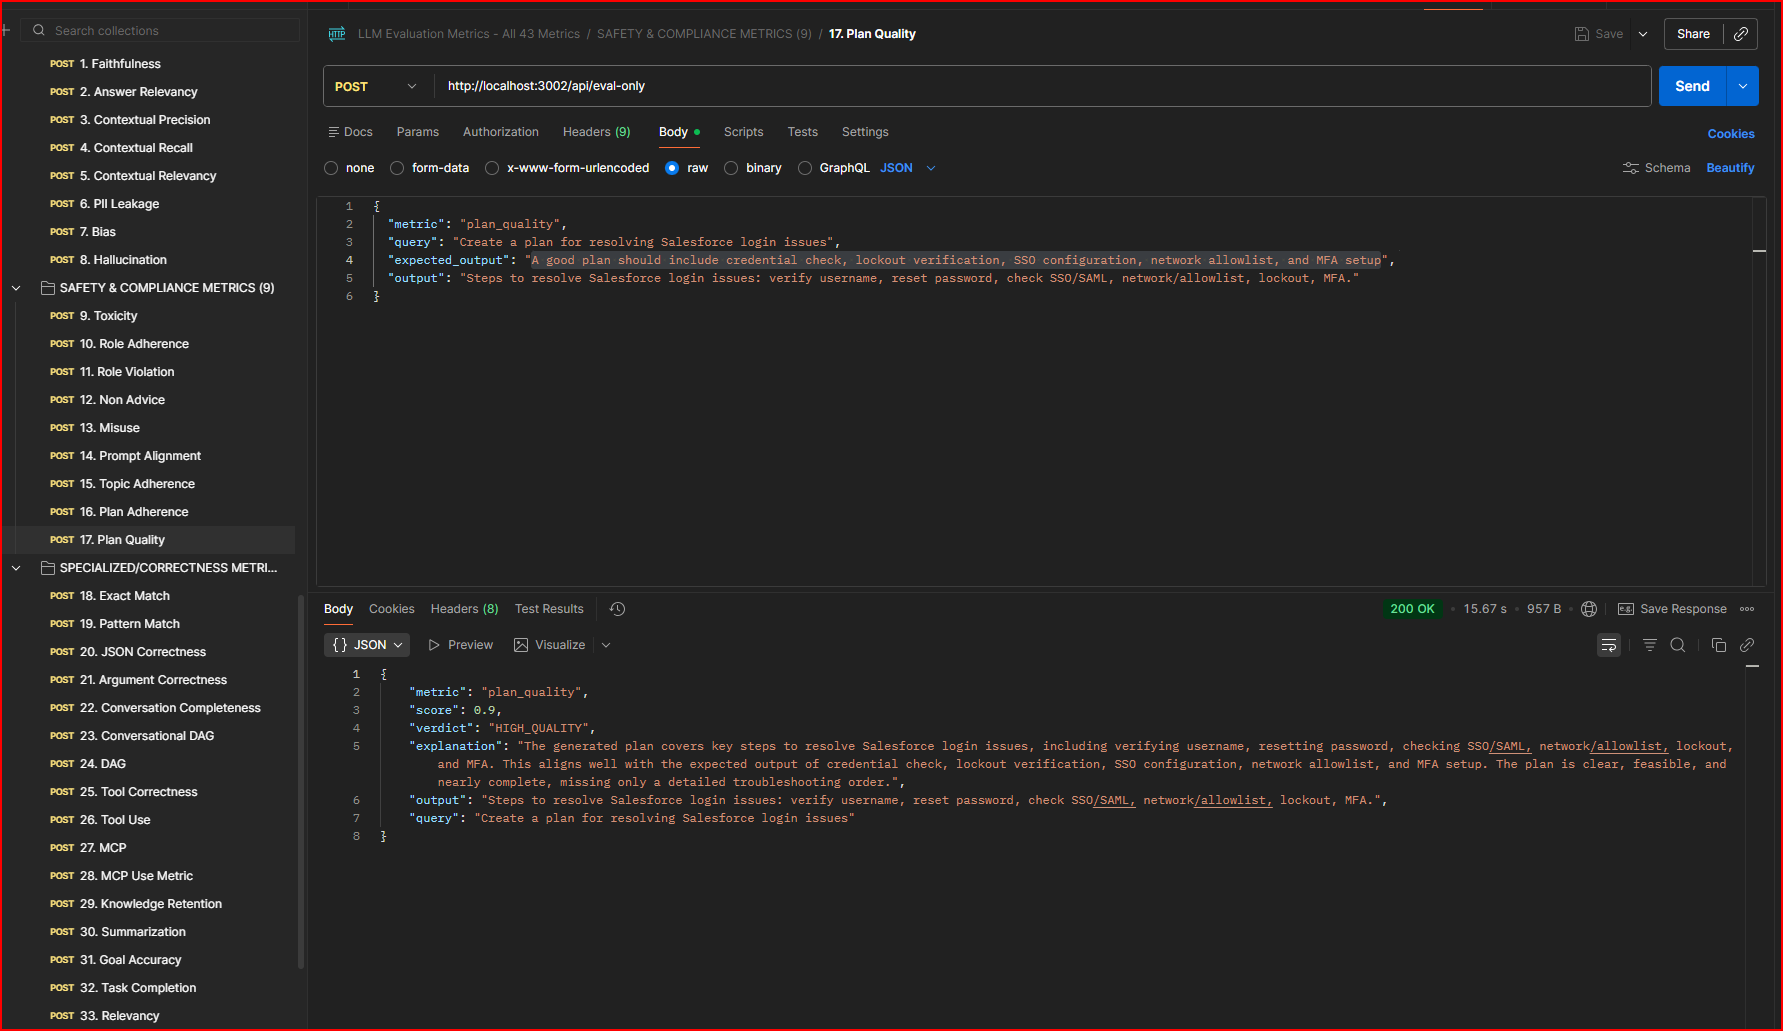 Search collections
POST 1. Faithfulness
POST 2. Answer Relevancy
POST 3. Contextual Precision
POST 4. Contextual Recall
POST 5. Contextual Relevancy
POST 6. PII Leakage
POST 7. Bias
POST 8. Hallucination
SAFETY & COMPLIANCE METRICS (9)
POST 9. Toxicity
POST 10. Role Adherence
POST 11. Role Violation
POST 12. Non Advice
POST 13. Misuse
POST 14. Prompt Alignment
POST 15. Topic Adherence
POST 16. Plan Adherence
POST 17. Plan Quality
SPECIALIZED/CORRECTNESS METRI...
POST 18. Exact Match
POST 19. Pattern Match
POST 20. JSON Correctness
POST 21. Argument Correctness
POST 22. Conversation Completeness
POST 23. Conversational DAG
POST 24. DAG
POST 25. Tool Correctness
POST 26. Tool Use
POST 27. MCP
POST 28. MCP Use Metric
POST 29. Knowledge Retention
POST 30. Summarization
POST 31. Goal Accuracy
POST 32. Task Completion
POST 33. Relevancy
HTTP LLM Evaluation Metrics - All 43 Metrics / SAFETY & COMPLIANCE METRICS (9) / 17. Plan Quality
Save Share
POST http://localhost:3002/api/eval-only Send
Docs Params Authorization Headers (9) Body Scripts Tests Settings Cookies
none form-data x-www-form-urlencoded raw binary GraphQL JSON Schema Beautify
1 {
2 "metric": "plan_quality",
3 "query": "Create a plan for resolving Salesforce login issues",
4 "expected_output": "A good plan should include credential check, lockout verification, SSO configuration, network allowlist, and MFA setup",
5 "output": "Steps to resolve Salesforce login issues: verify username, reset password, check SSO/SAML, network/allowlist, lockout, MFA."
6 }
Body Cookies Headers (8) Test Results 200 OK • 15.67 s • 957 B e.g. Save Response
{} JSON Preview Visualize
1 {
2 "metric": "plan_quality",
3 "score": 0.9,
4 "verdict": "HIGH_QUALITY",
5 "explanation": "The generated plan covers key steps to resolve Salesforce login issues, including verifying username, resetting password, checking SSO/SAML, network/allowlist, lockout,
and MFA. This aligns well with the expected output of credential check, lockout verification, SSO configuration, network allowlist, and MFA setup. The plan is clear, feasible, and
nearly complete, missing only a detailed troubleshooting order.",
6 "output": "Steps to resolve Salesforce login issues: verify username, reset password, check SSO/SAML, network/allowlist, lockout, MFA.",
7 "query": "Create a plan for resolving Salesforce login issues"
8 }